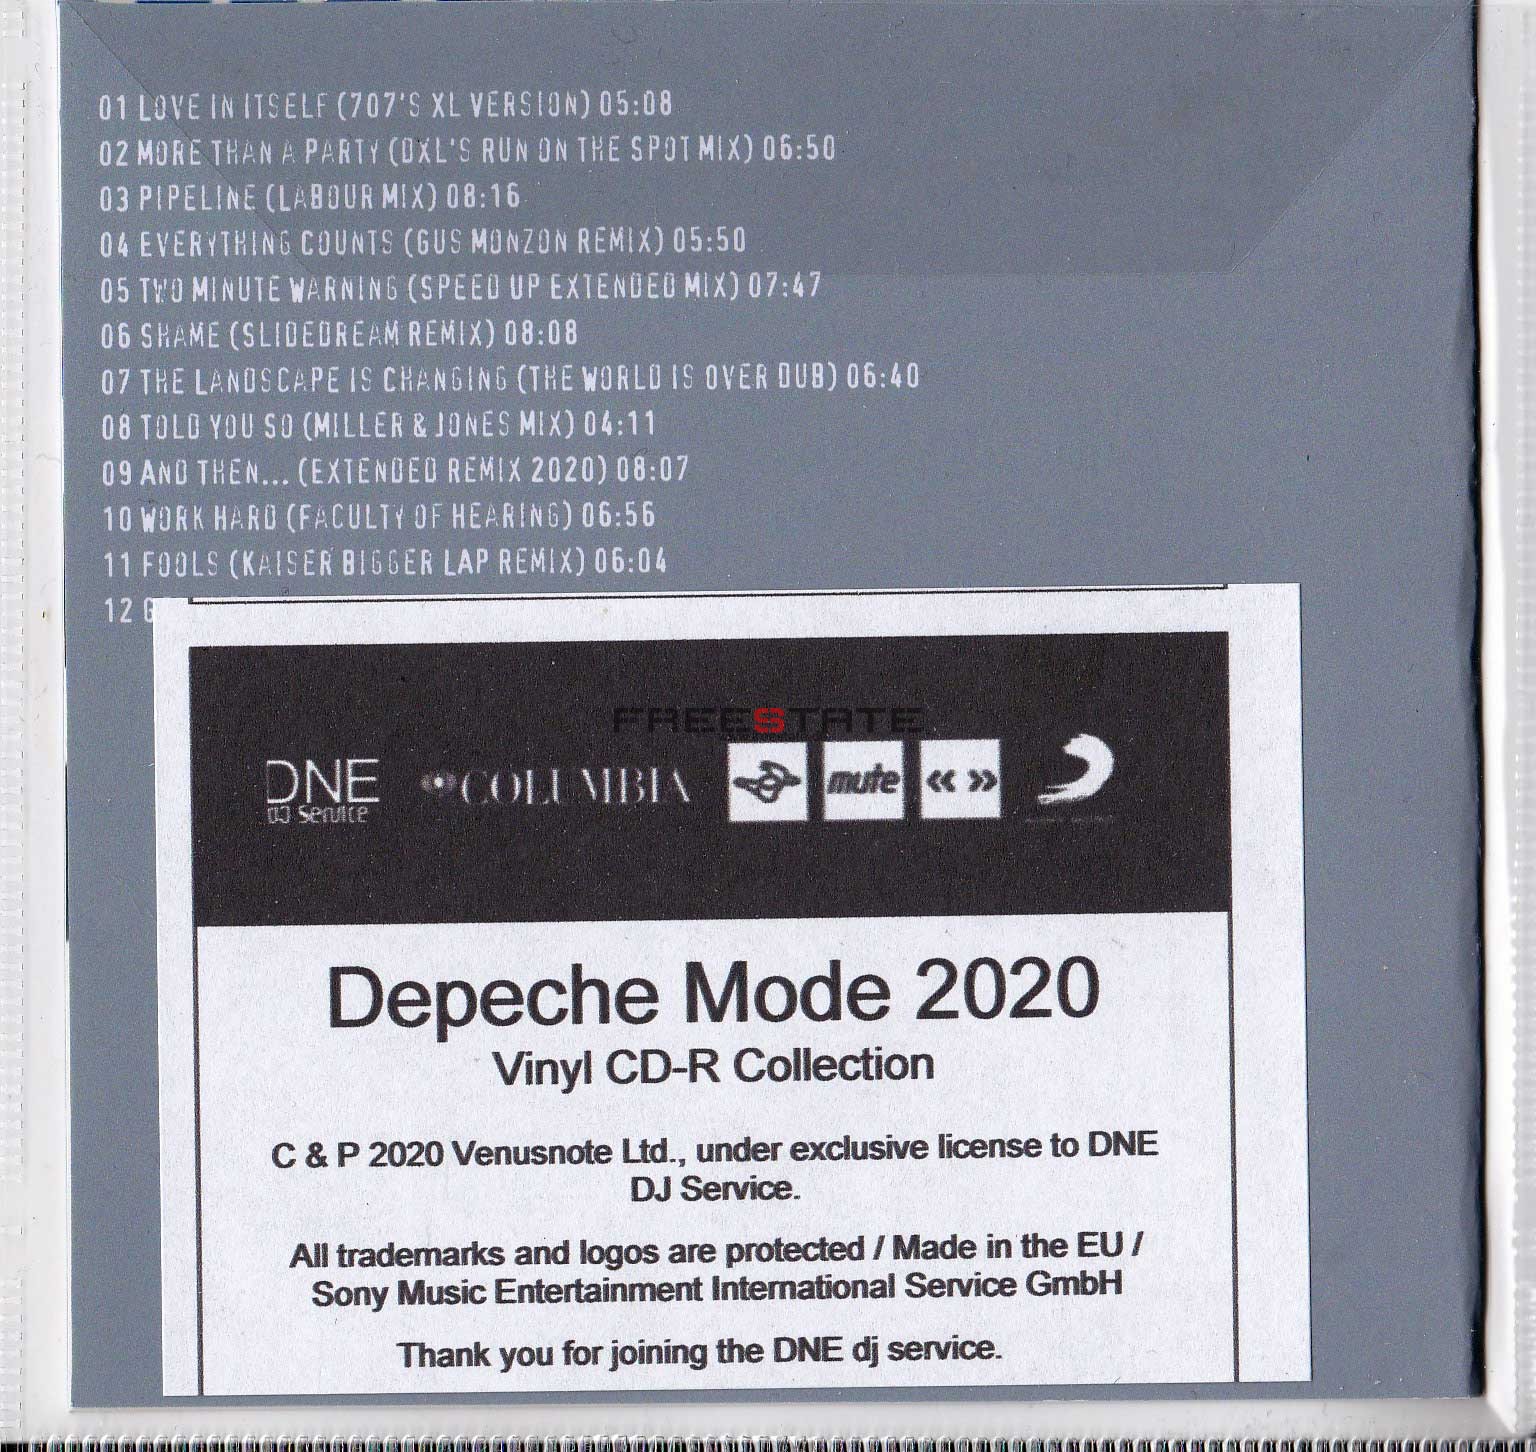 01 LOVE IN ITSELF (707'S XL VERSION) 05:08
02 MORE THAN A PARTY (DXL'S RUN ON THE SPOT MIX) 06:50
03 PIPELINE (LABOUR MIX) 08:16
04 EVERYTHING COUNTS (GUS MONZON REMIX) 05:50
05 TWO MINUTE WARNING (SPEED UP EXTENDED MIX) 07:47
06 SHAME (SLIDEDREAM REMIX) 08:08
07 THE LANDSCAPE IS CHANGING (THE WORLD IS OVER DUB) 06:40
08 TOLD YOU SO (MILLER & JONES MIX) 04:11
09 AND THEN... (EXTENDED REMIX 2020) 08:07
10 WORK HARD (FACULTY OF HEARING) 06:56
11 FOOLS (KAISER BIGGER LAP REMIX) 06:04
12 G
FREESTATE
DNE COLUMBIA mute « »
DJ Service
Depeche Mode 2020
Vinyl CD-R Collection
C & P 2020 Venusnote Ltd., under exclusive license to DNE
DJ Service.
All trademarks and logos are protected / Made in the EU /
Sony Music Entertainment International Service GmbH
Thank you for joining the DNE dj service.